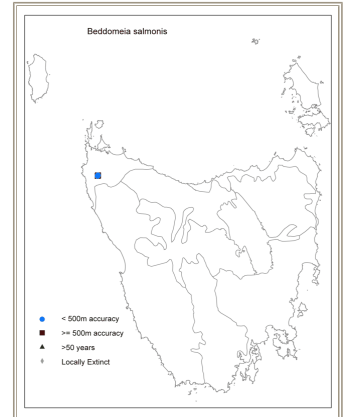 Beddomeia salmonis
< 500m accuracy
>= 500m accuracy
>50 years
Locally Extinct